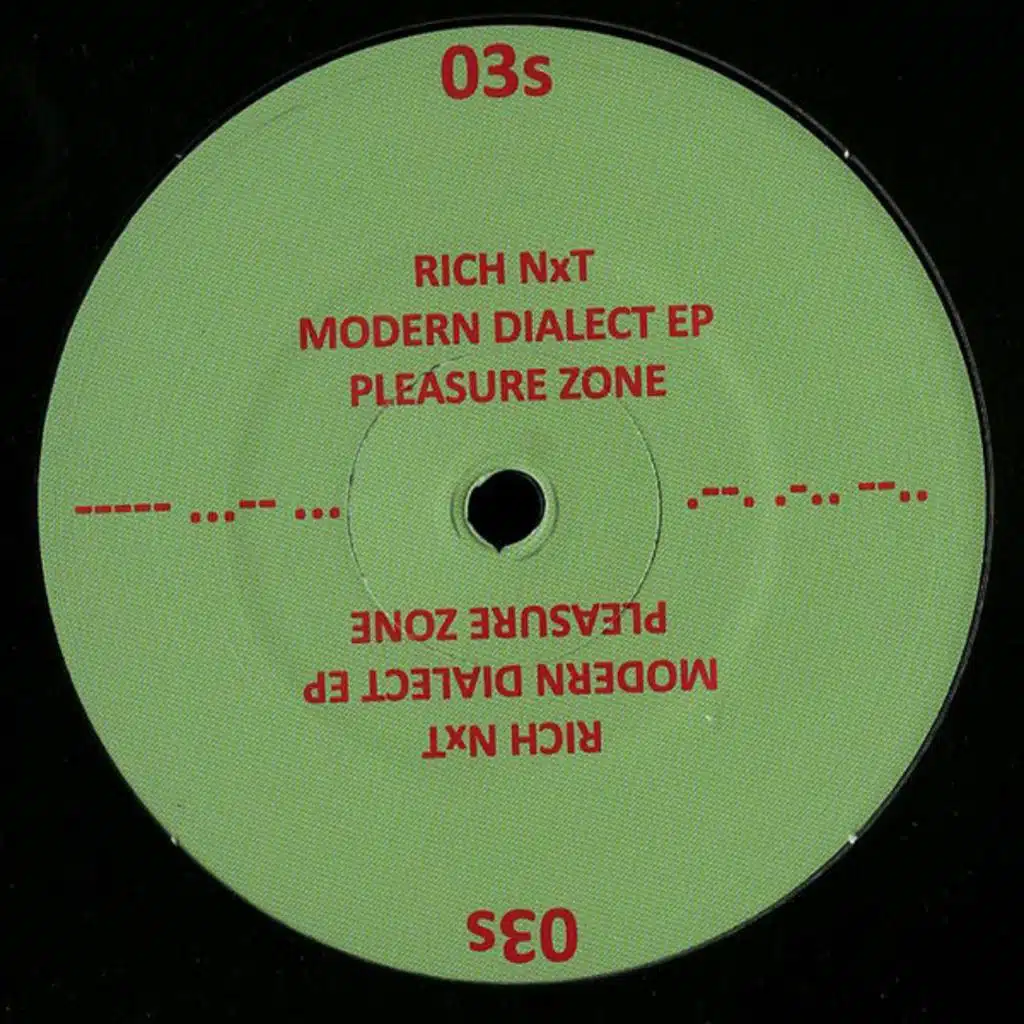 03s
RICH NxT
MODERN DIALECT EP
PLEASURE ZONE
----- ...-- ... .--. .-.. --..
PLEASURE ZONE
MODERN DIALECT EP
RICH NxT
03s